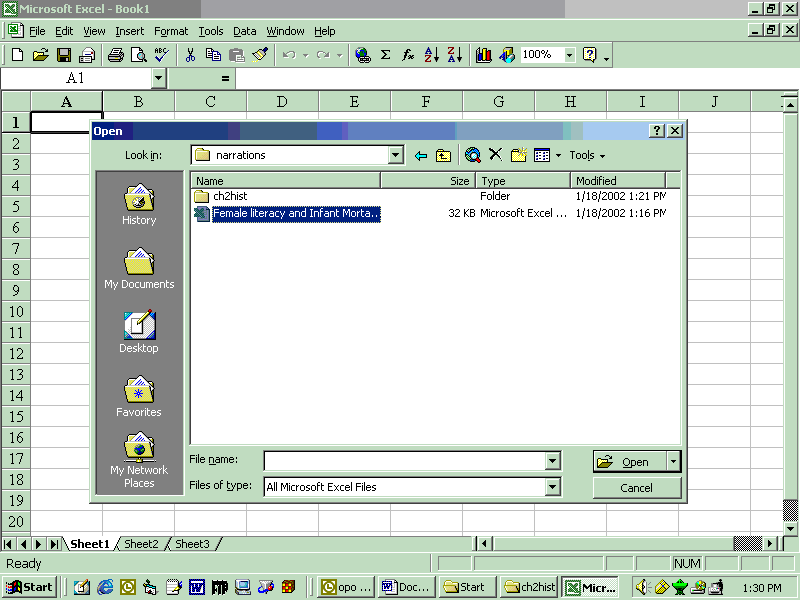 Microsoft Excel - Book1
File Edit View Insert Format Tools Data Window Help
100%
A1 =
A B C D E F G H I J
1
2
3
4
5
6
7
8
9
10
11
12
13
14
15
16
17
18
19
20
Open
Look in: narrations Tools
History
My Documents
Desktop
Favorites
My Network
Places
Name Size Type Modified
ch2hist Folder 1/18/2002 1:21 PM
Female literacy and Infant Morta... 32 KB Microsoft Excel ... 1/18/2002 1:16 PM
File name: Open
Files of type: All Microsoft Excel Files Cancel
Sheet1 Sheet2 Sheet3
Ready NUM
Start opo ... Doc... Start ch2hist Micr... 1:30 PM